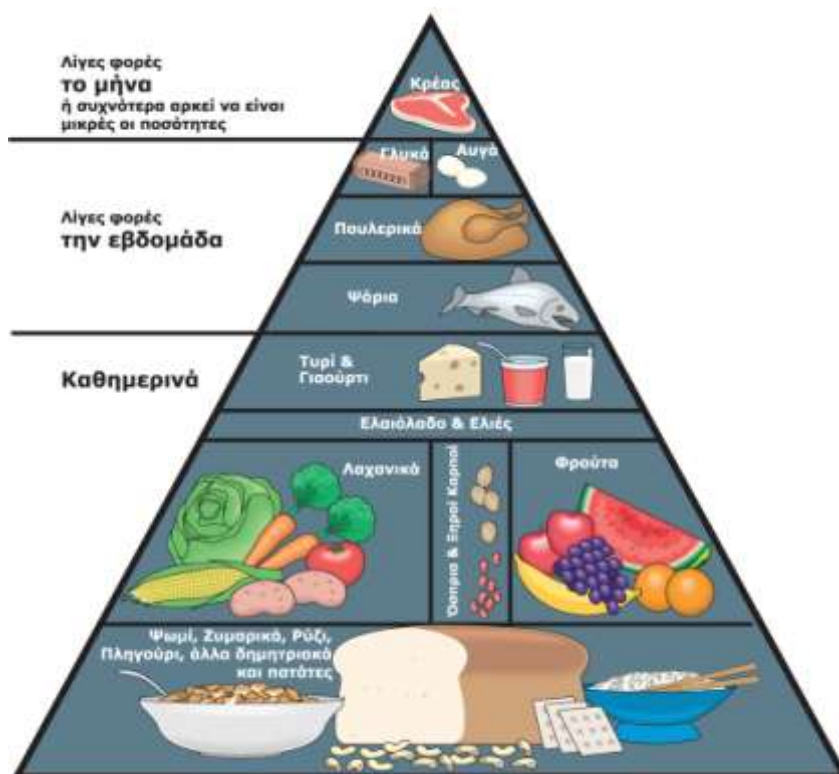 Λίγες φορές
το μήνα
ή συχνότερα αρκεί να είναι
μικρές οι ποσότητες
Κρέας
Γλυκά
Αυγά
Λίγες φορές
την εβδομάδα
Πουλερικά
Ψάρια
Καθημερινά
Τυρί &
Γιαούρτι
Ελαιόλαδο & Ελιές
Λαχανικά
Όσπρια & Ξηροί Καρποί
Φρούτα
Ψωμί, Ζυμαρικά, Ρύζι,
Πληγούρι, άλλα δημητριακά
και πατάτες